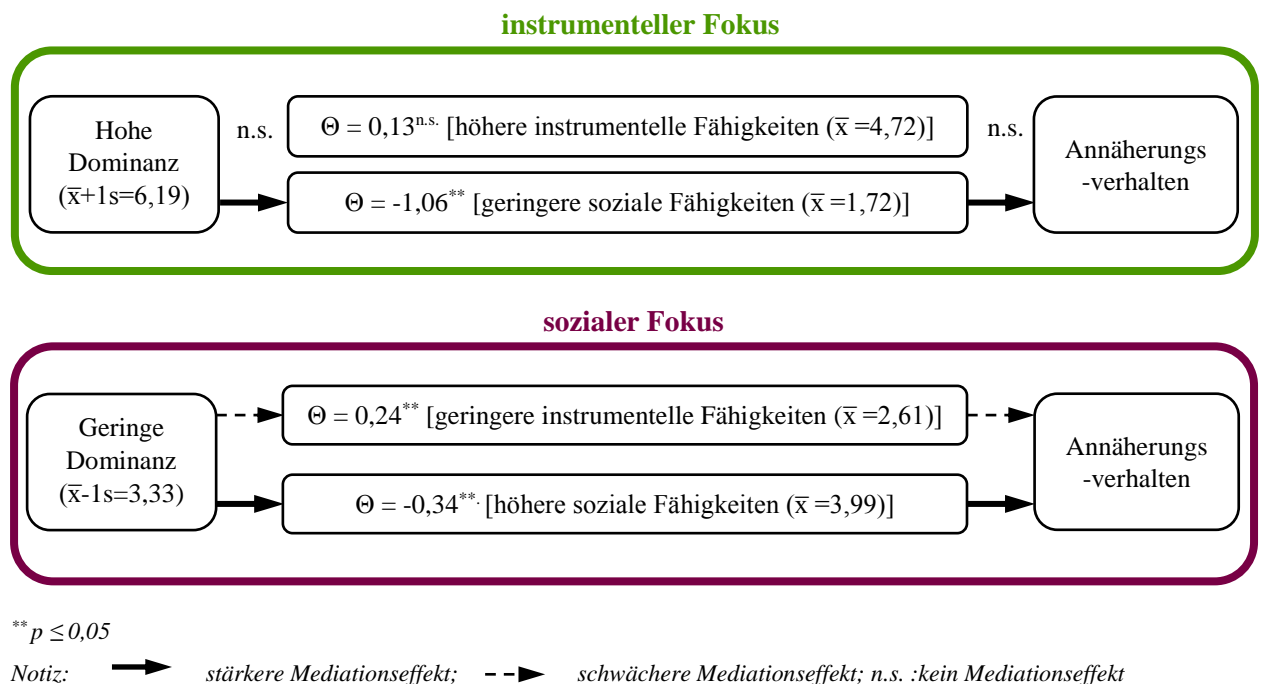 instrumenteller Fokus
Hohe
Dominanz
(x̅+1s=6,19)
n.s.
Θ = 0,13ⁿ·ˢ· [höhere instrumentelle Fähigkeiten (x̅ =4,72)]
n.s.
Θ = -1,06** [geringere soziale Fähigkeiten (x̅ =1,72)]
Annäherungs
-verhalten
sozialer Fokus
Geringe
Dominanz
(x̅-1s=3,33)
Θ = 0,24** [geringere instrumentelle Fähigkeiten (x̅ =2,61)]
Θ = -0,34**· [höhere soziale Fähigkeiten (x̅ =3,99)]
Annäherungs
-verhalten
** p ≤ 0,05
Notiz: stärkere Mediationseffekt; schwächere Mediationseffekt; n.s. :kein Mediationseffekt